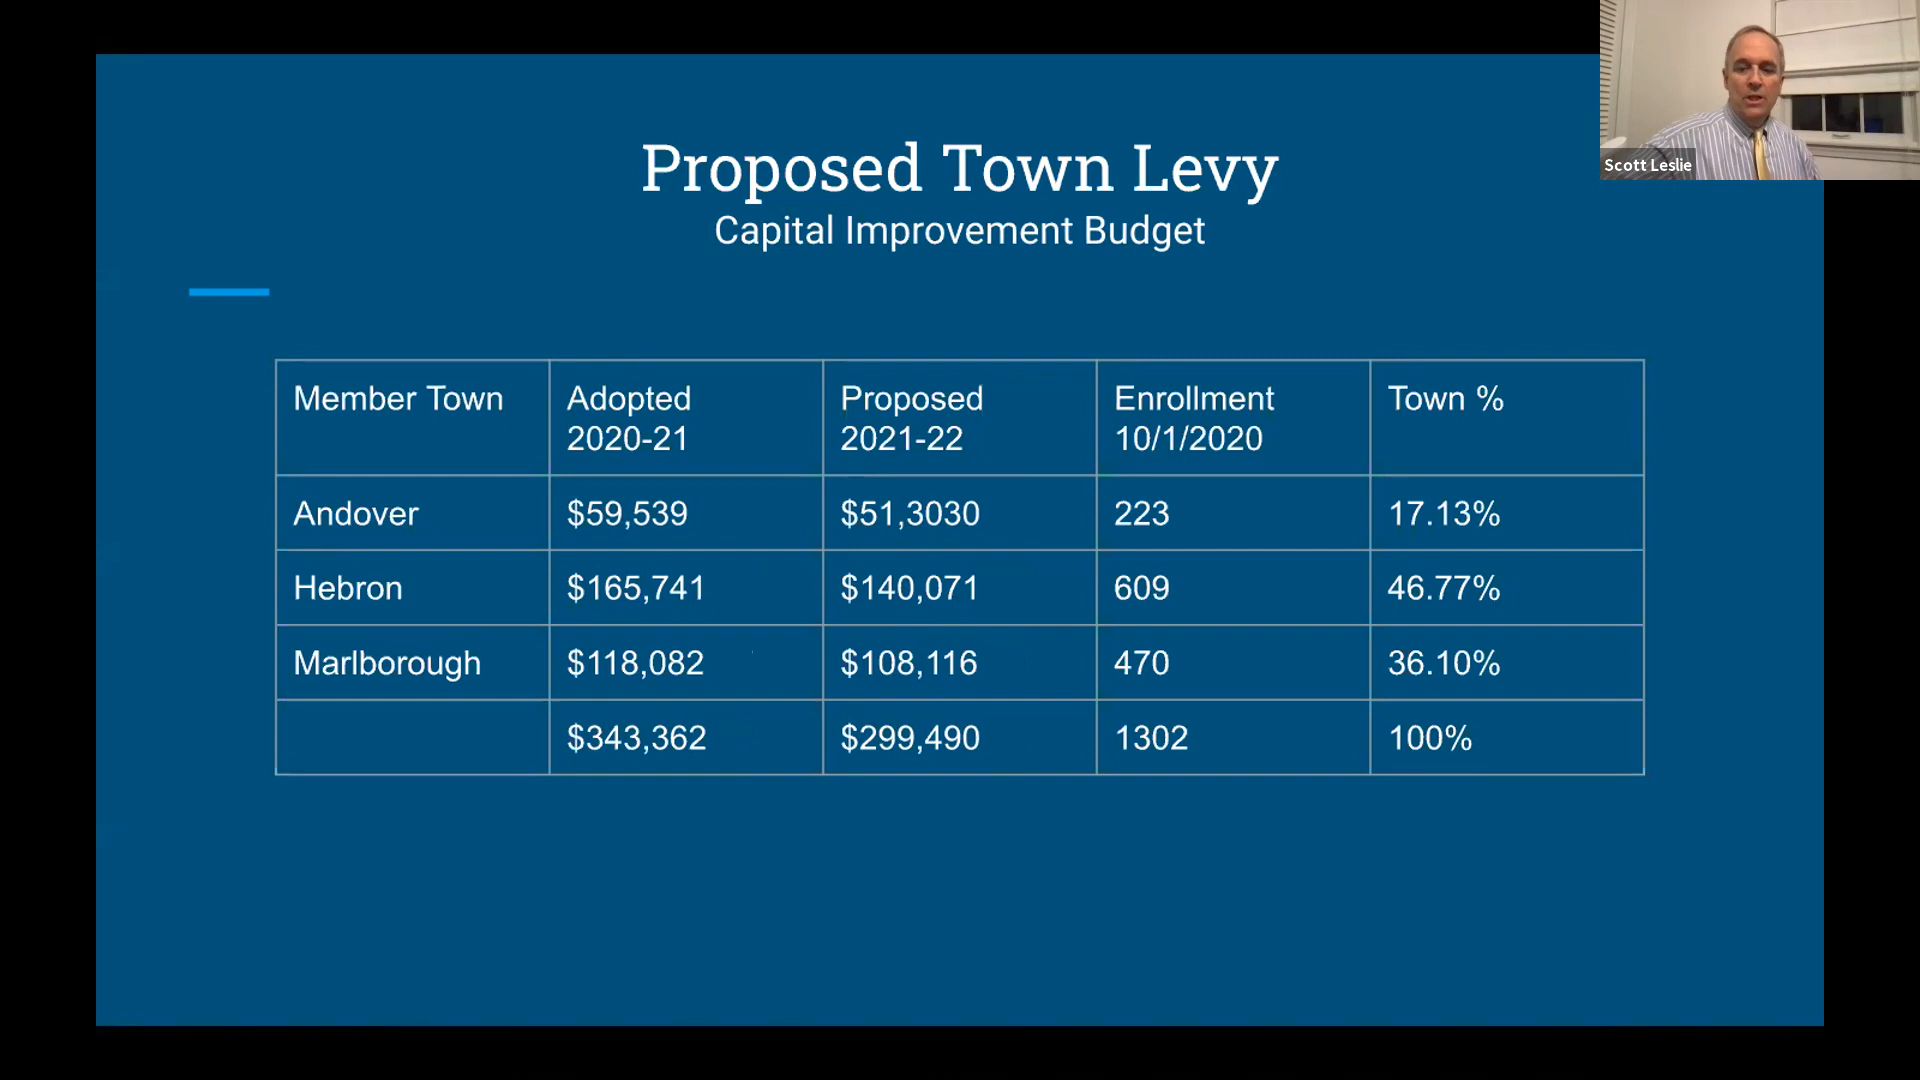 Scott Leslie
Proposed Town Levy
Capital Improvement Budget
Member Town Adopted 2020-21 Proposed 2021-22 Enrollment 10/1/2020 Town %
Andover $59,539 $51,3030 223 17.13%
Hebron $165,741 $140,071 609 46.77%
Marlborough $118,082 $108,116 470 36.10%
$343,362 $299,490 1302 100%